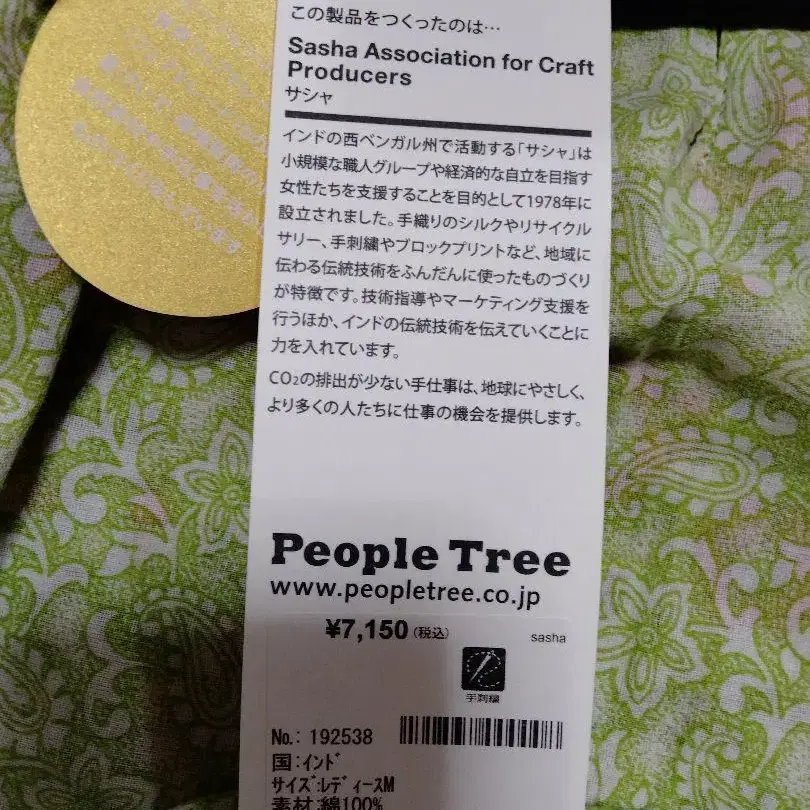 この製品をつくったのは…
Sasha Association for Craft
Producers
サシャ
インドの西ベンガル州で活動する「サシャ」は
小規模な職人グループや経済的な自立を目指す
女性たちを支援することを目的として1978年に
設立されました。手織りのシルクやリサイクル
サリー、手刺繍やブロックプリントなど、地域に
伝わる伝統技術をふんだんに使ったものづくり
が特徴です。技術指導やマーケティング支援を
行うほか、インドの伝統技術を伝えていくことに
力を入れています。
CO₂の排出が少ない手仕事は、地球にやさしく、
より多くの人たちに仕事の機会を提供します。
People Tree
www.peopletree.co.jp
¥7,150(税込)
sasha
手刺繍
No.: 192538
国:インド
サイズ:レディースM
素材:綿100%